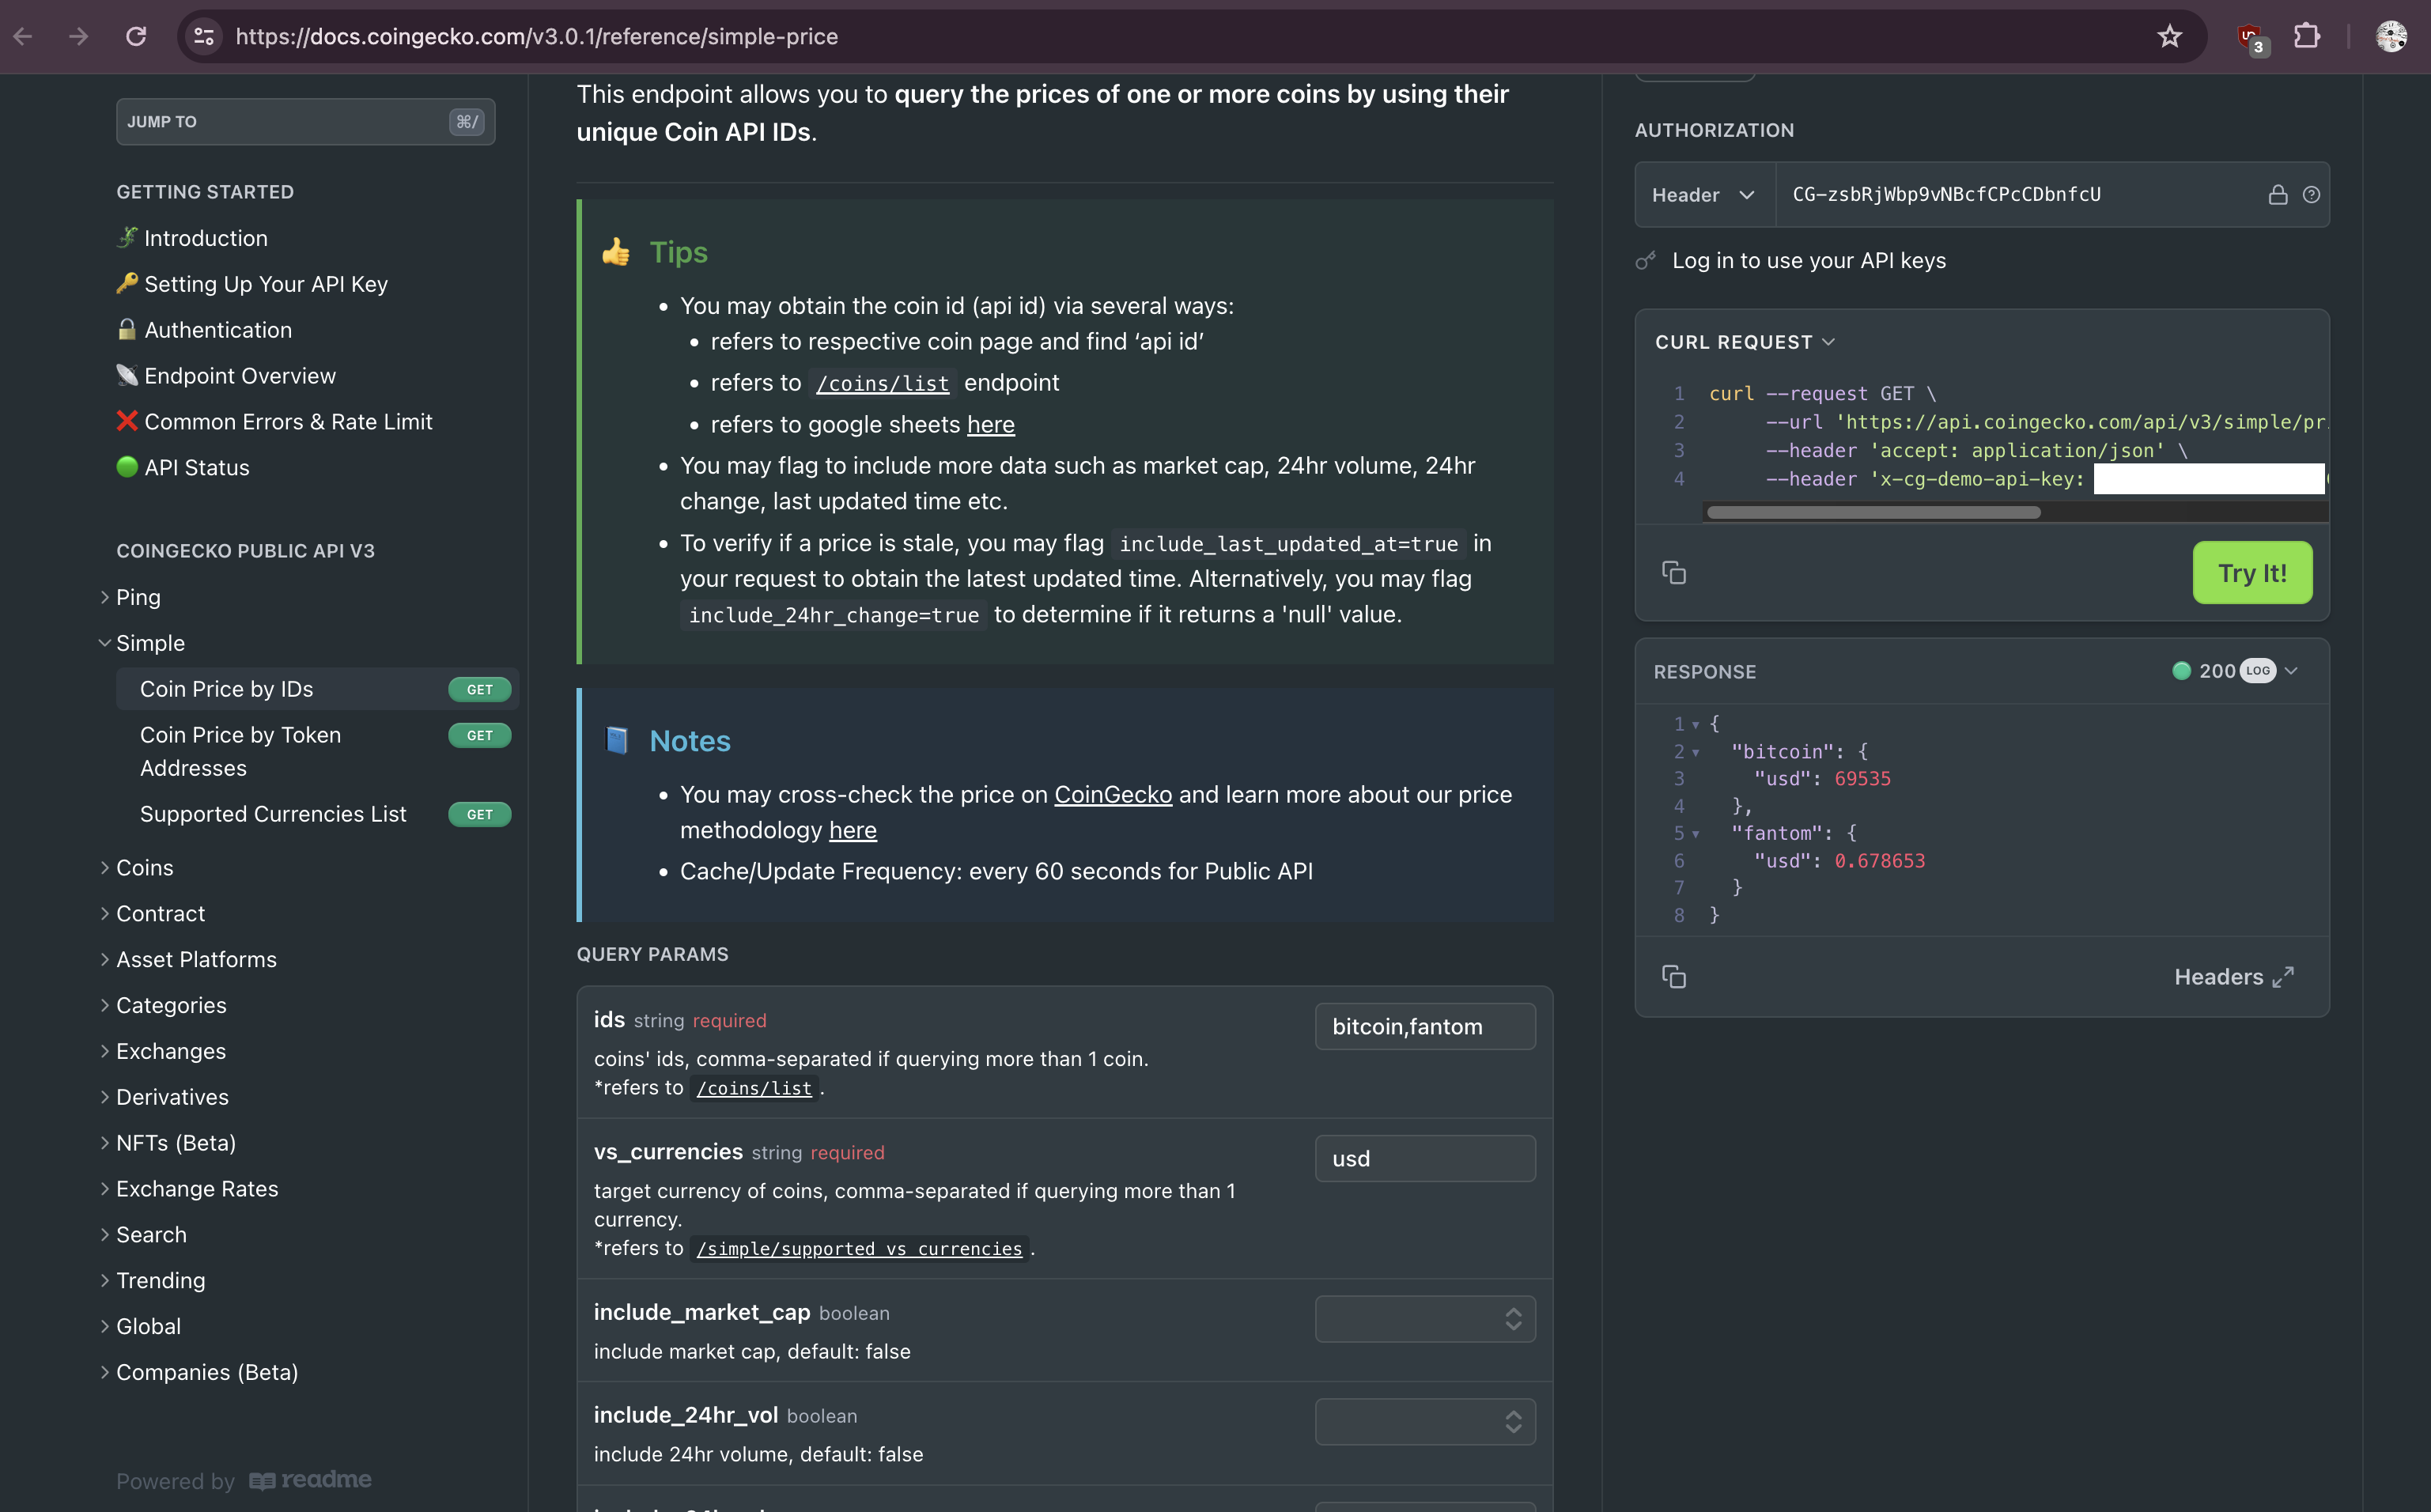 https://docs.coingecko.com/v3.0.1/reference/simple-price
3
JUMP TO
⌘/
GETTING STARTED
Introduction
Setting Up Your API Key
Authentication
Endpoint Overview
Common Errors & Rate Limit
API Status
COINGECKO PUBLIC API V3
Ping
Simple
Coin Price by IDs GET
Coin Price by Token GET
Addresses
Supported Currencies List GET
Coins
Contract
Asset Platforms
Categories
Exchanges
Derivatives
NFTs (Beta)
Exchange Rates
Search
Trending
Global
Companies (Beta)
Powered by readme
This endpoint allows you to query the prices of one or more coins by using their
unique Coin API IDs.
Tips
• You may obtain the coin id (api id) via several ways:
• refers to respective coin page and find ‘api id’
• refers to /coins/list endpoint
• refers to google sheets here
• You may flag to include more data such as market cap, 24hr volume, 24hr
change, last updated time etc.
• To verify if a price is stale, you may flag include_last_updated_at=true in
your request to obtain the latest updated time. Alternatively, you may flag
include_24hr_change=true to determine if it returns a 'null' value.
Notes
• You may cross-check the price on CoinGecko and learn more about our price
methodology here
• Cache/Update Frequency: every 60 seconds for Public API
QUERY PARAMS
ids string required
bitcoin,fantom
coins' ids, comma-separated if querying more than 1 coin.
*refers to /coins/list.
vs_currencies string required
usd
target currency of coins, comma-separated if querying more than 1
currency.
*refers to /simple/supported_vs_currencies.
include_market_cap boolean
include market cap, default: false
include_24hr_vol boolean
include 24hr volume, default: false
AUTHORIZATION
Header CG-zsbRjWbp9vNBcfCPcCDbnfcU
Log in to use your API keys
CURL REQUEST
1 curl --request GET \
2 --url 'https://api.coingecko.com/api/v3/simple/pr
3 --header 'accept: application/json' \
4 --header 'x-cg-demo-api-key:
Try It!
RESPONSE 200 LOG
1 {
2 "bitcoin": {
3 "usd": 69535
4 },
5 "fantom": {
6 "usd": 0.678653
7 }
8 }
Headers